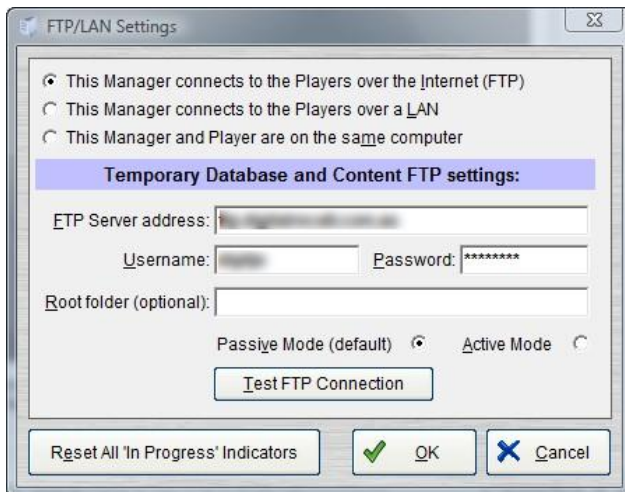 FTP/LAN Settings
This Manager connects to the Players over the Internet (FTP)
This Manager connects to the Players over a LAN
This Manager and Player are on the same computer
Temporary Database and Content FTP settings:
FTP Server address:
Username: Password: ********
Root folder (optional):
Passive Mode (default) Active Mode
Test FTP Connection
Reset All 'In Progress' Indicators OK Cancel